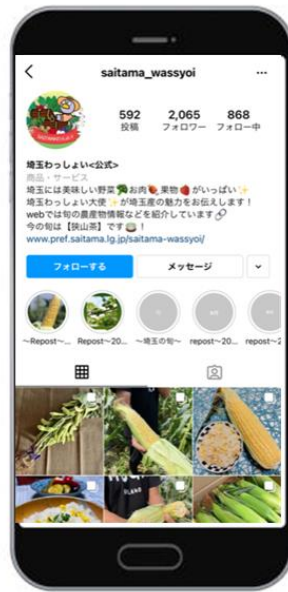 saitama_wassyoi
592 2,065 868
投稿 フォロワー フォロー中
埼玉わっしょい<公式>
商品・サービス
埼玉には美味しい野菜🥦お肉🍖果物🍓がいっぱい✨
埼玉わっしょい大使✨が埼玉産の魅力をお伝えします！
webでは旬の農産物情報などを紹介しています🔗
今の旬は【狭山茶】です🍵！
www.pref.saitama.lg.jp/saitama-wassyoi/
フォローする メッセージ
～Repost～... Repost～20... ～埼玉の旬～ repost～20... repost～2